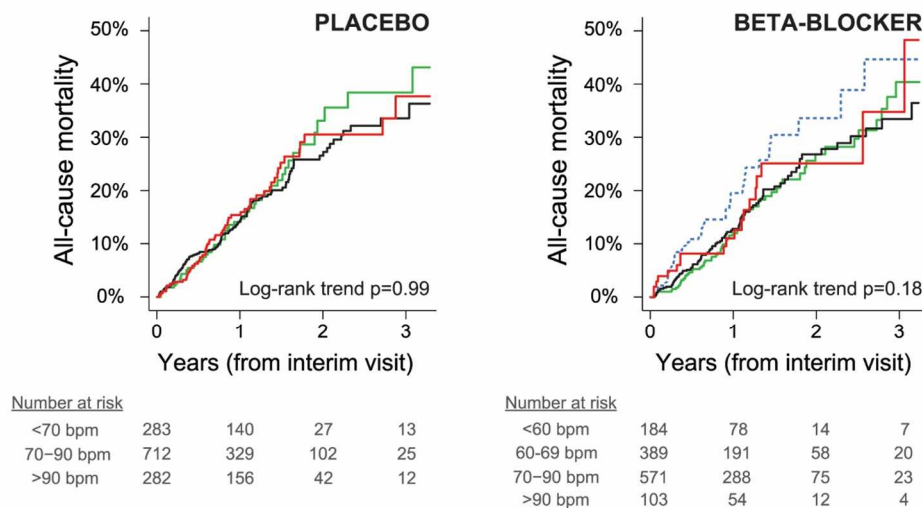 PLACEBO
50%
40%
30%
20%
10%
0%
All-cause mortality
Log-rank trend p=0.99
0 1 2 3
Years (from interim visit)
Number at risk
<70 bpm 283 140 27 13
70–90 bpm 712 329 102 25
>90 bpm 282 156 42 12
BETA-BLOCKER
50%
40%
30%
20%
10%
0%
All-cause mortality
Log-rank trend p=0.18
0 1 2 3
Years (from interim visit)
Number at risk
<60 bpm 184 78 14 7
60-69 bpm 389 191 58 20
70–90 bpm 571 288 75 23
>90 bpm 103 54 12 4